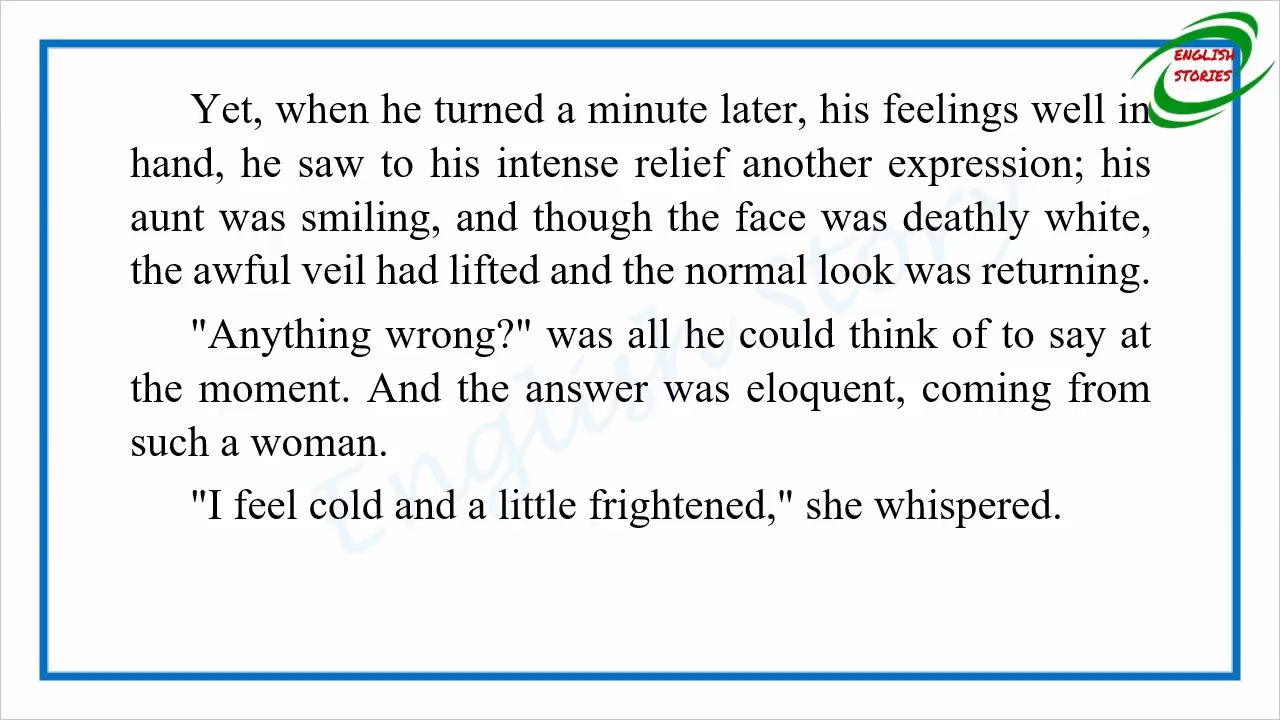 ENGLISH
STORIES
Yet, when he turned a minute later, his feelings well in
hand, he saw to his intense relief another expression; his
aunt was smiling, and though the face was deathly white,
the awful veil had lifted and the normal look was returning.
"Anything wrong?" was all he could think of to say at
the moment. And the answer was eloquent, coming from
such a woman.
"I feel cold and a little frightened," she whispered.
English Story